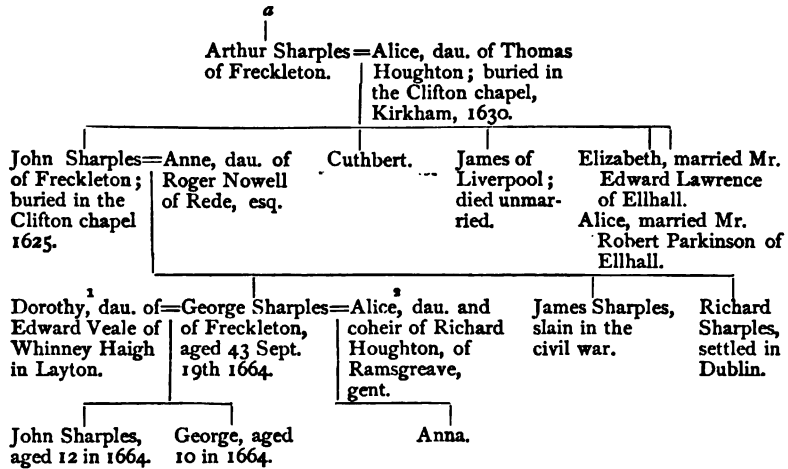 a
Arthur Sharples = Alice, dau. of Thomas
of Freckleton. Houghton; buried in
the Clifton chapel,
Kirkham, 1630.
John Sharples = Anne, dau. of
of Freckleton; Roger Nowell
buried in the of Rede, esq.
Clifton chapel
1625.
Cuthbert.
James of
Liverpool;
died unmar-
ried.
Elizabeth, married Mr.
Edward Lawrence
of Ellhall.
Alice, married Mr.
Robert Parkinson of
Ellhall.
1
Dorothy, dau. of =
Edward Veale of
Whinney Haigh
in Layton.
George Sharples =
of Freckleton,
aged 43 Sept.
19th 1664.
2
Alice, dau. and
coheir of Richard
Houghton, of
Ramsgreave,
gent.
James Sharples,
slain in the
civil war.
Richard
Sharples,
settled in
Dublin.
John Sharples,
aged 12 in 1664.
George, aged
10 in 1664.
Anna.